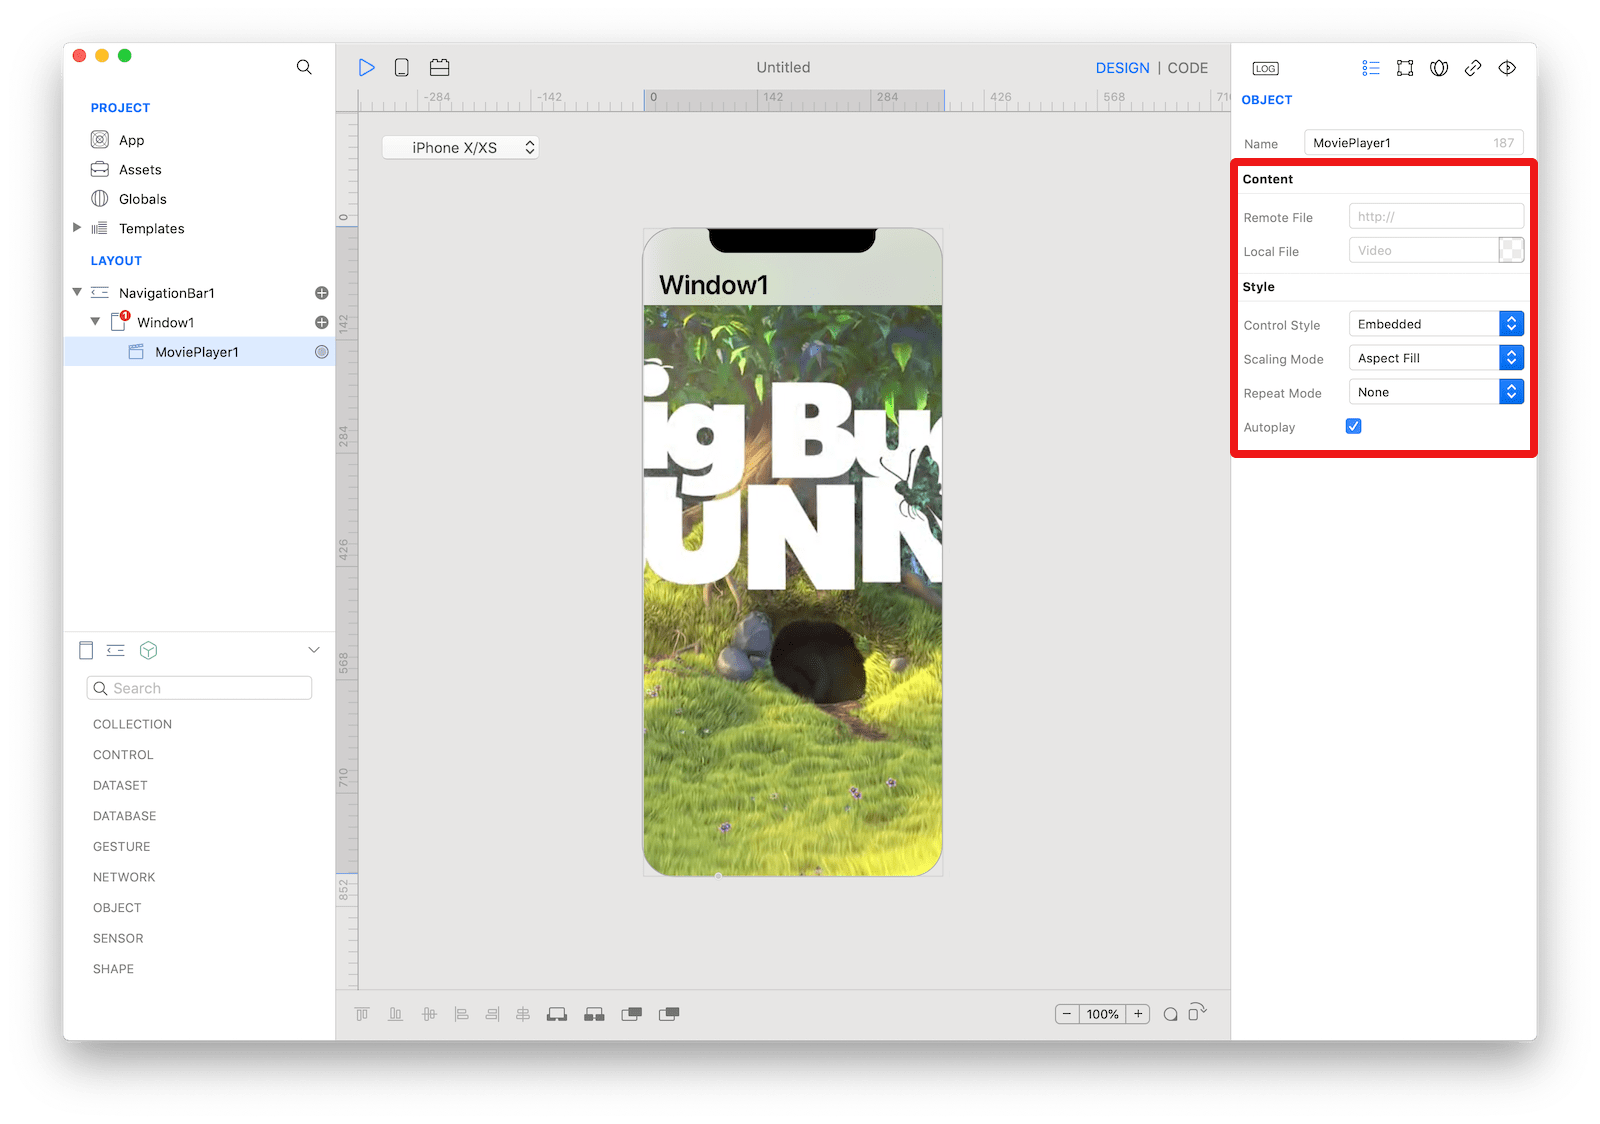 PROJECT
App
Assets
Globals
Templates
LAYOUT
NavigationBar1
1
Window1
MoviePlayer1
Search
COLLECTION
CONTROL
DATASET
DATABASE
GESTURE
NETWORK
OBJECT
SENSOR
SHAPE
Untitled
DESIGN | CODE
-284 -142 0 142 284 426 568 710
iPhone X/XS
0
142
284
426
568
710
852
Window1
ig Bu
UNN
100%
LOG
OBJECT
Name MoviePlayer1 187
Content
Remote File http://
Local File Video
Style
Control Style Embedded
Scaling Mode Aspect Fill
Repeat Mode None
Autoplay